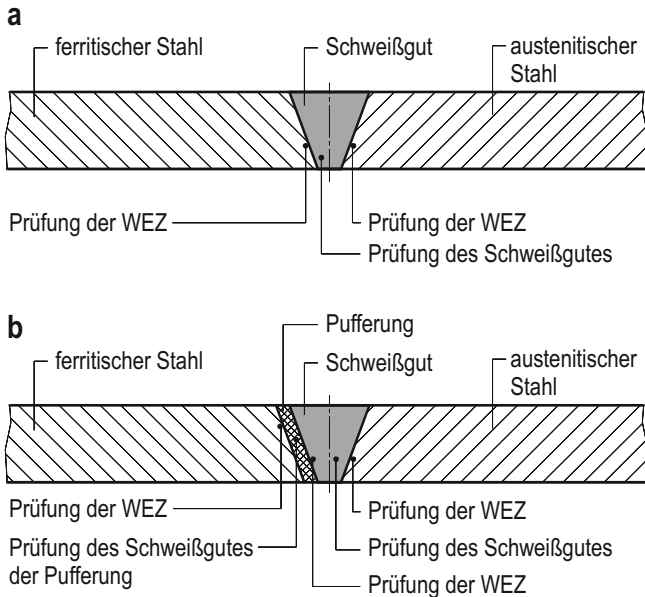 a
ferritischer Stahl
Schweißgut
austenitischer
Stahl
Prüfung der WEZ
Prüfung der WEZ
Prüfung des Schweißgutes
b
Pufferung
ferritischer Stahl
Schweißgut
austenitischer
Stahl
Prüfung der WEZ
Prüfung des Schweißgutes
der Pufferung
Prüfung der WEZ
Prüfung des Schweißgutes
Prüfung der WEZ